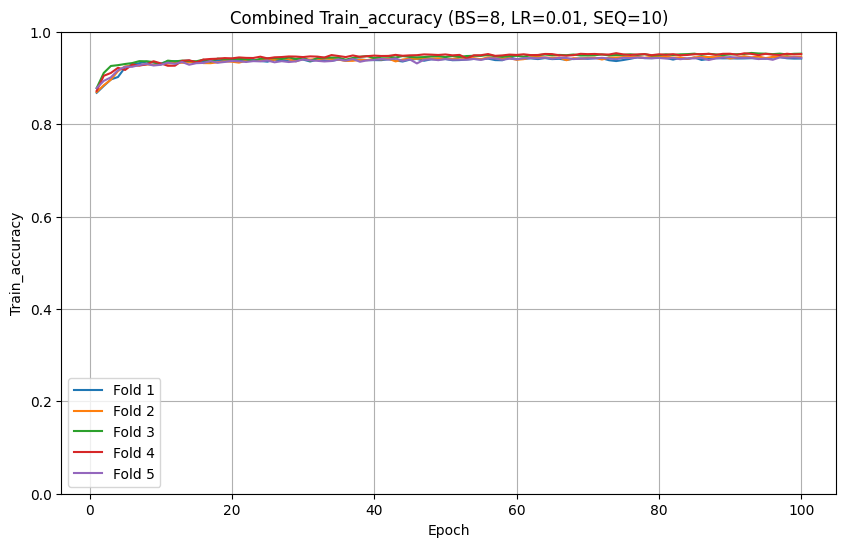 Combined Train_accuracy (BS=8, LR=0.01, SEQ=10)
1.0
0.8
0.6
0.4
0.2
0.0
Train_accuracy
Fold 1
Fold 2
Fold 3
Fold 4
Fold 5
0 20 40 60 80 100
Epoch